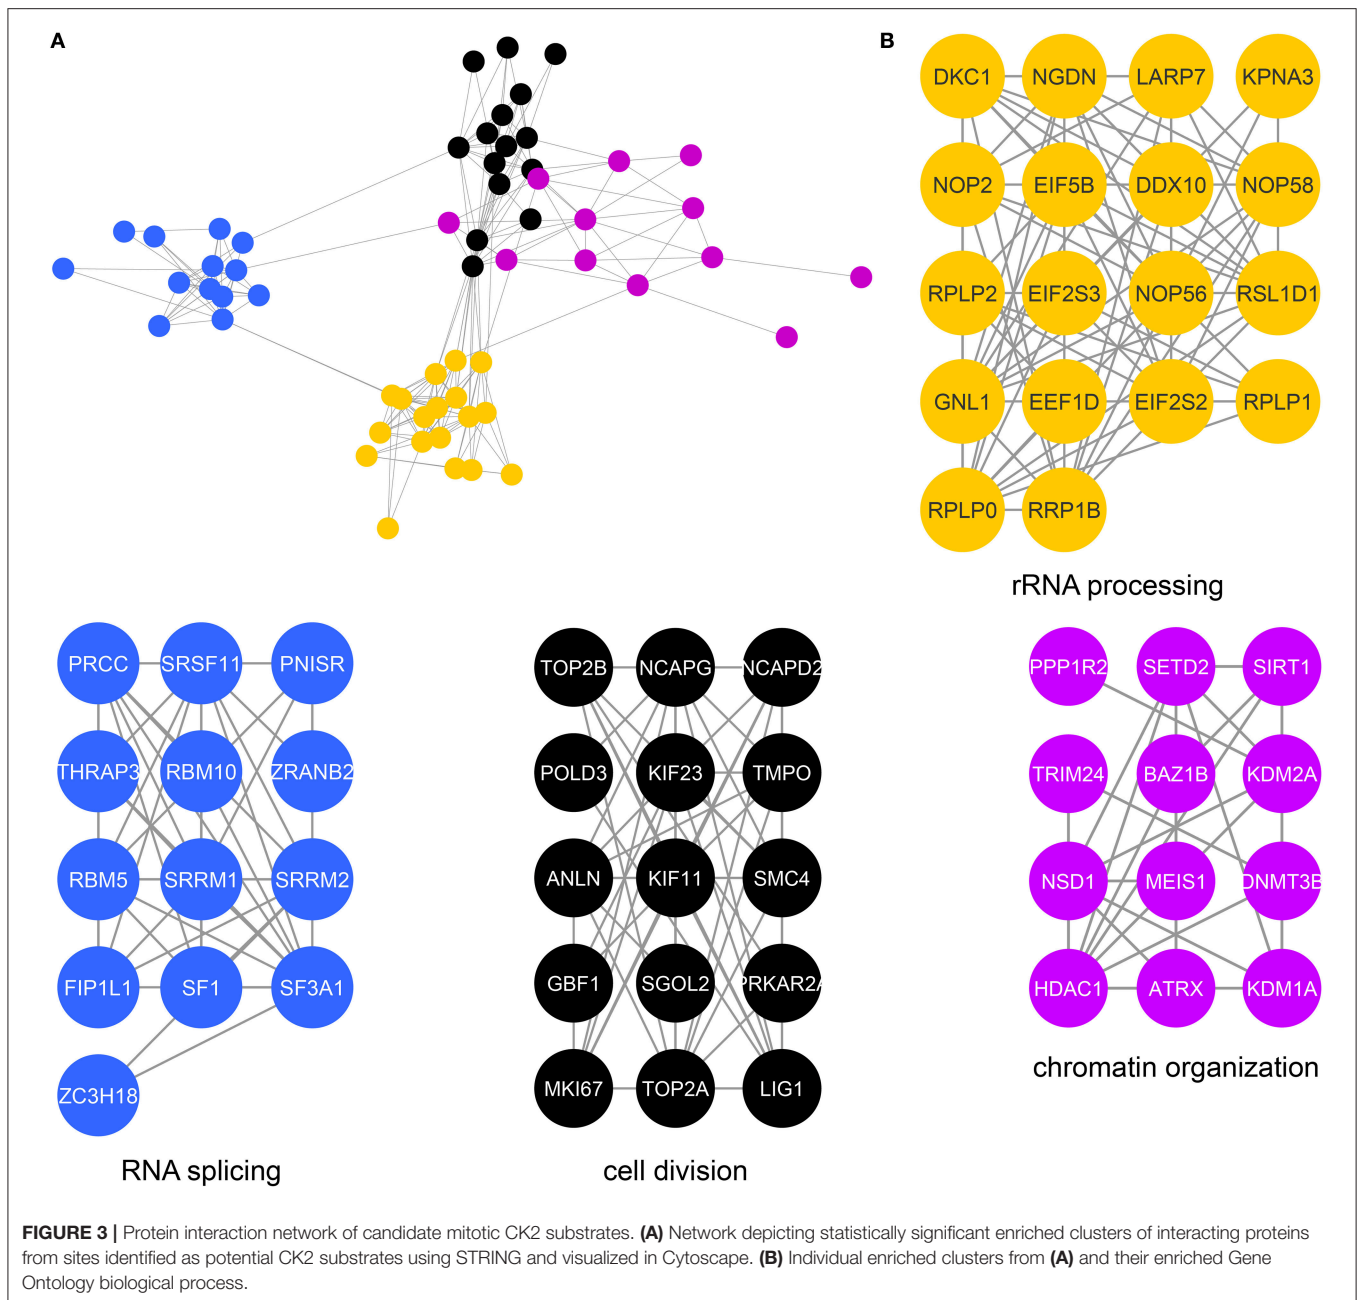 A
B
DKC1 NGDN LARP7 KPNA3
NOP2 EIF5B DDX10 NOP58
RPLP2 EIF2S3 NOP56 RSL1D1
GNL1 EEF1D EIF2S2 RPLP1
RPLP0 RRP1B
rRNA processing
PRCC SRSF11 PNISR
THRAP3 RBM10 ZRANB2
RBM5 SRRM1 SRRM2
FIP1L1 SF1 SF3A1
ZC3H18
RNA splicing
TOP2B NCAPG NCAPD2
POLD3 KIF23 TMPO
ANLN KIF11 SMC4
GBF1 SGOL2 PRKAR2A
MKI67 TOP2A LIG1
cell division
PPP1R2 SETD2 SIRT1
TRIM24 BAZ1B KDM2A
NSD1 MEIS1 DNMT3B
HDAC1 ATRX KDM1A
chromatin organization
FIGURE 3 | Protein interaction network of candidate mitotic CK2 substrates. (A) Network depicting statistically significant enriched clusters of interacting proteins
from sites identified as potential CK2 substrates using STRING and visualized in Cytoscape. (B) Individual enriched clusters from (A) and their enriched Gene
Ontology biological process.